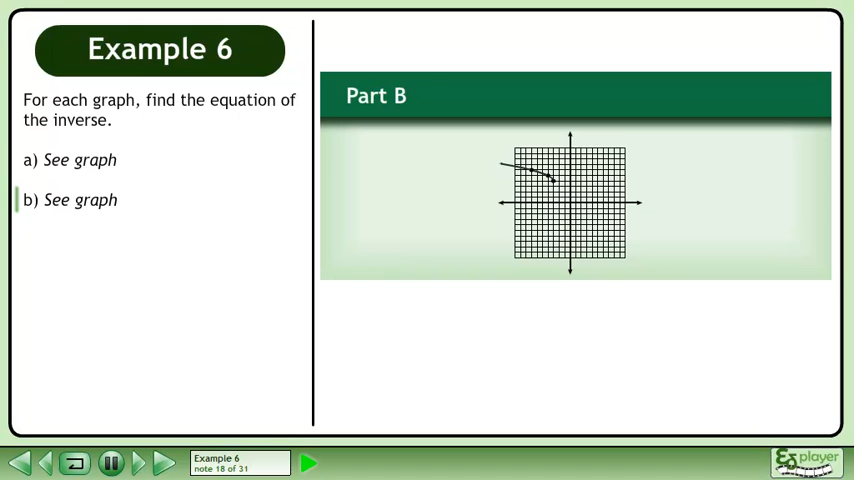 Example 6
For each graph, find the equation of
the inverse.
a) See graph
b) See graph
Part B
Example 6
note 18 of 31
player